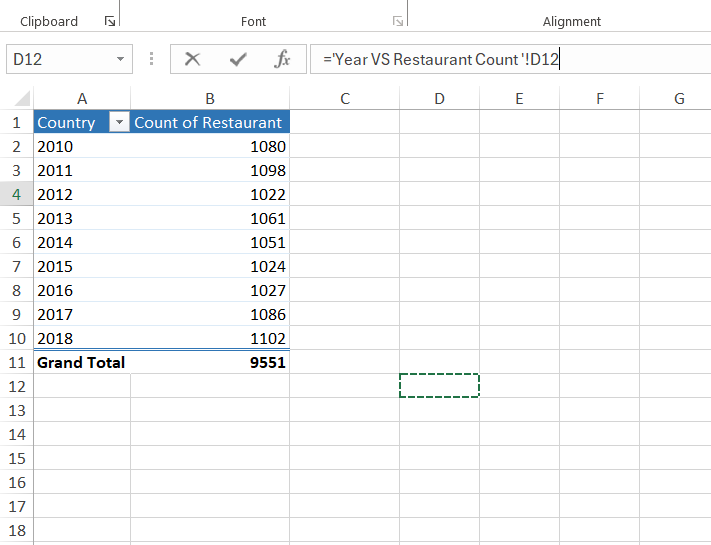 Clipboard Font Alignment
D12 fx ='Year VS Restaurant Count '!D12
A B C D E F G
1 Country Count of Restaurant
2 2010 1080
3 2011 1098
4 2012 1022
5 2013 1061
6 2014 1051
7 2015 1024
8 2016 1027
9 2017 1086
10 2018 1102
11 Grand Total 9551
12
13
14
15
16
17
18